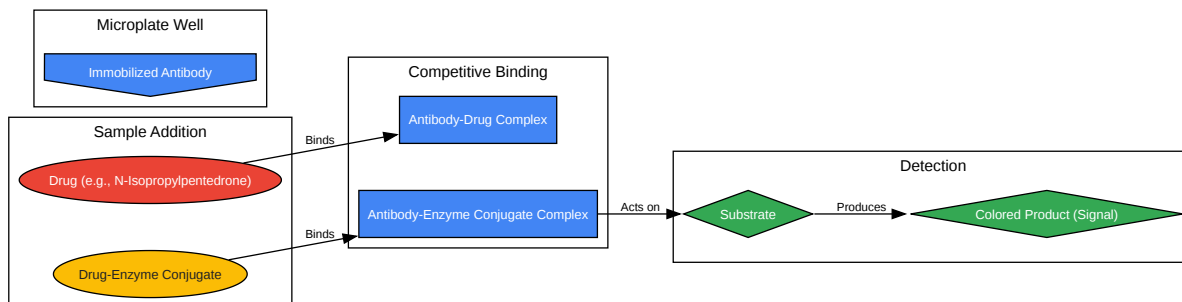 Microplate Well
Immobilized Antibody
Sample Addition
Drug (e.g., N-Isopropylpentedrone)
Drug-Enzyme Conjugate
Binds
Binds
Competitive Binding
Antibody-Drug Complex
Antibody-Enzyme Conjugate Complex
Acts on
Detection
Substrate
Produces
Colored Product (Signal)